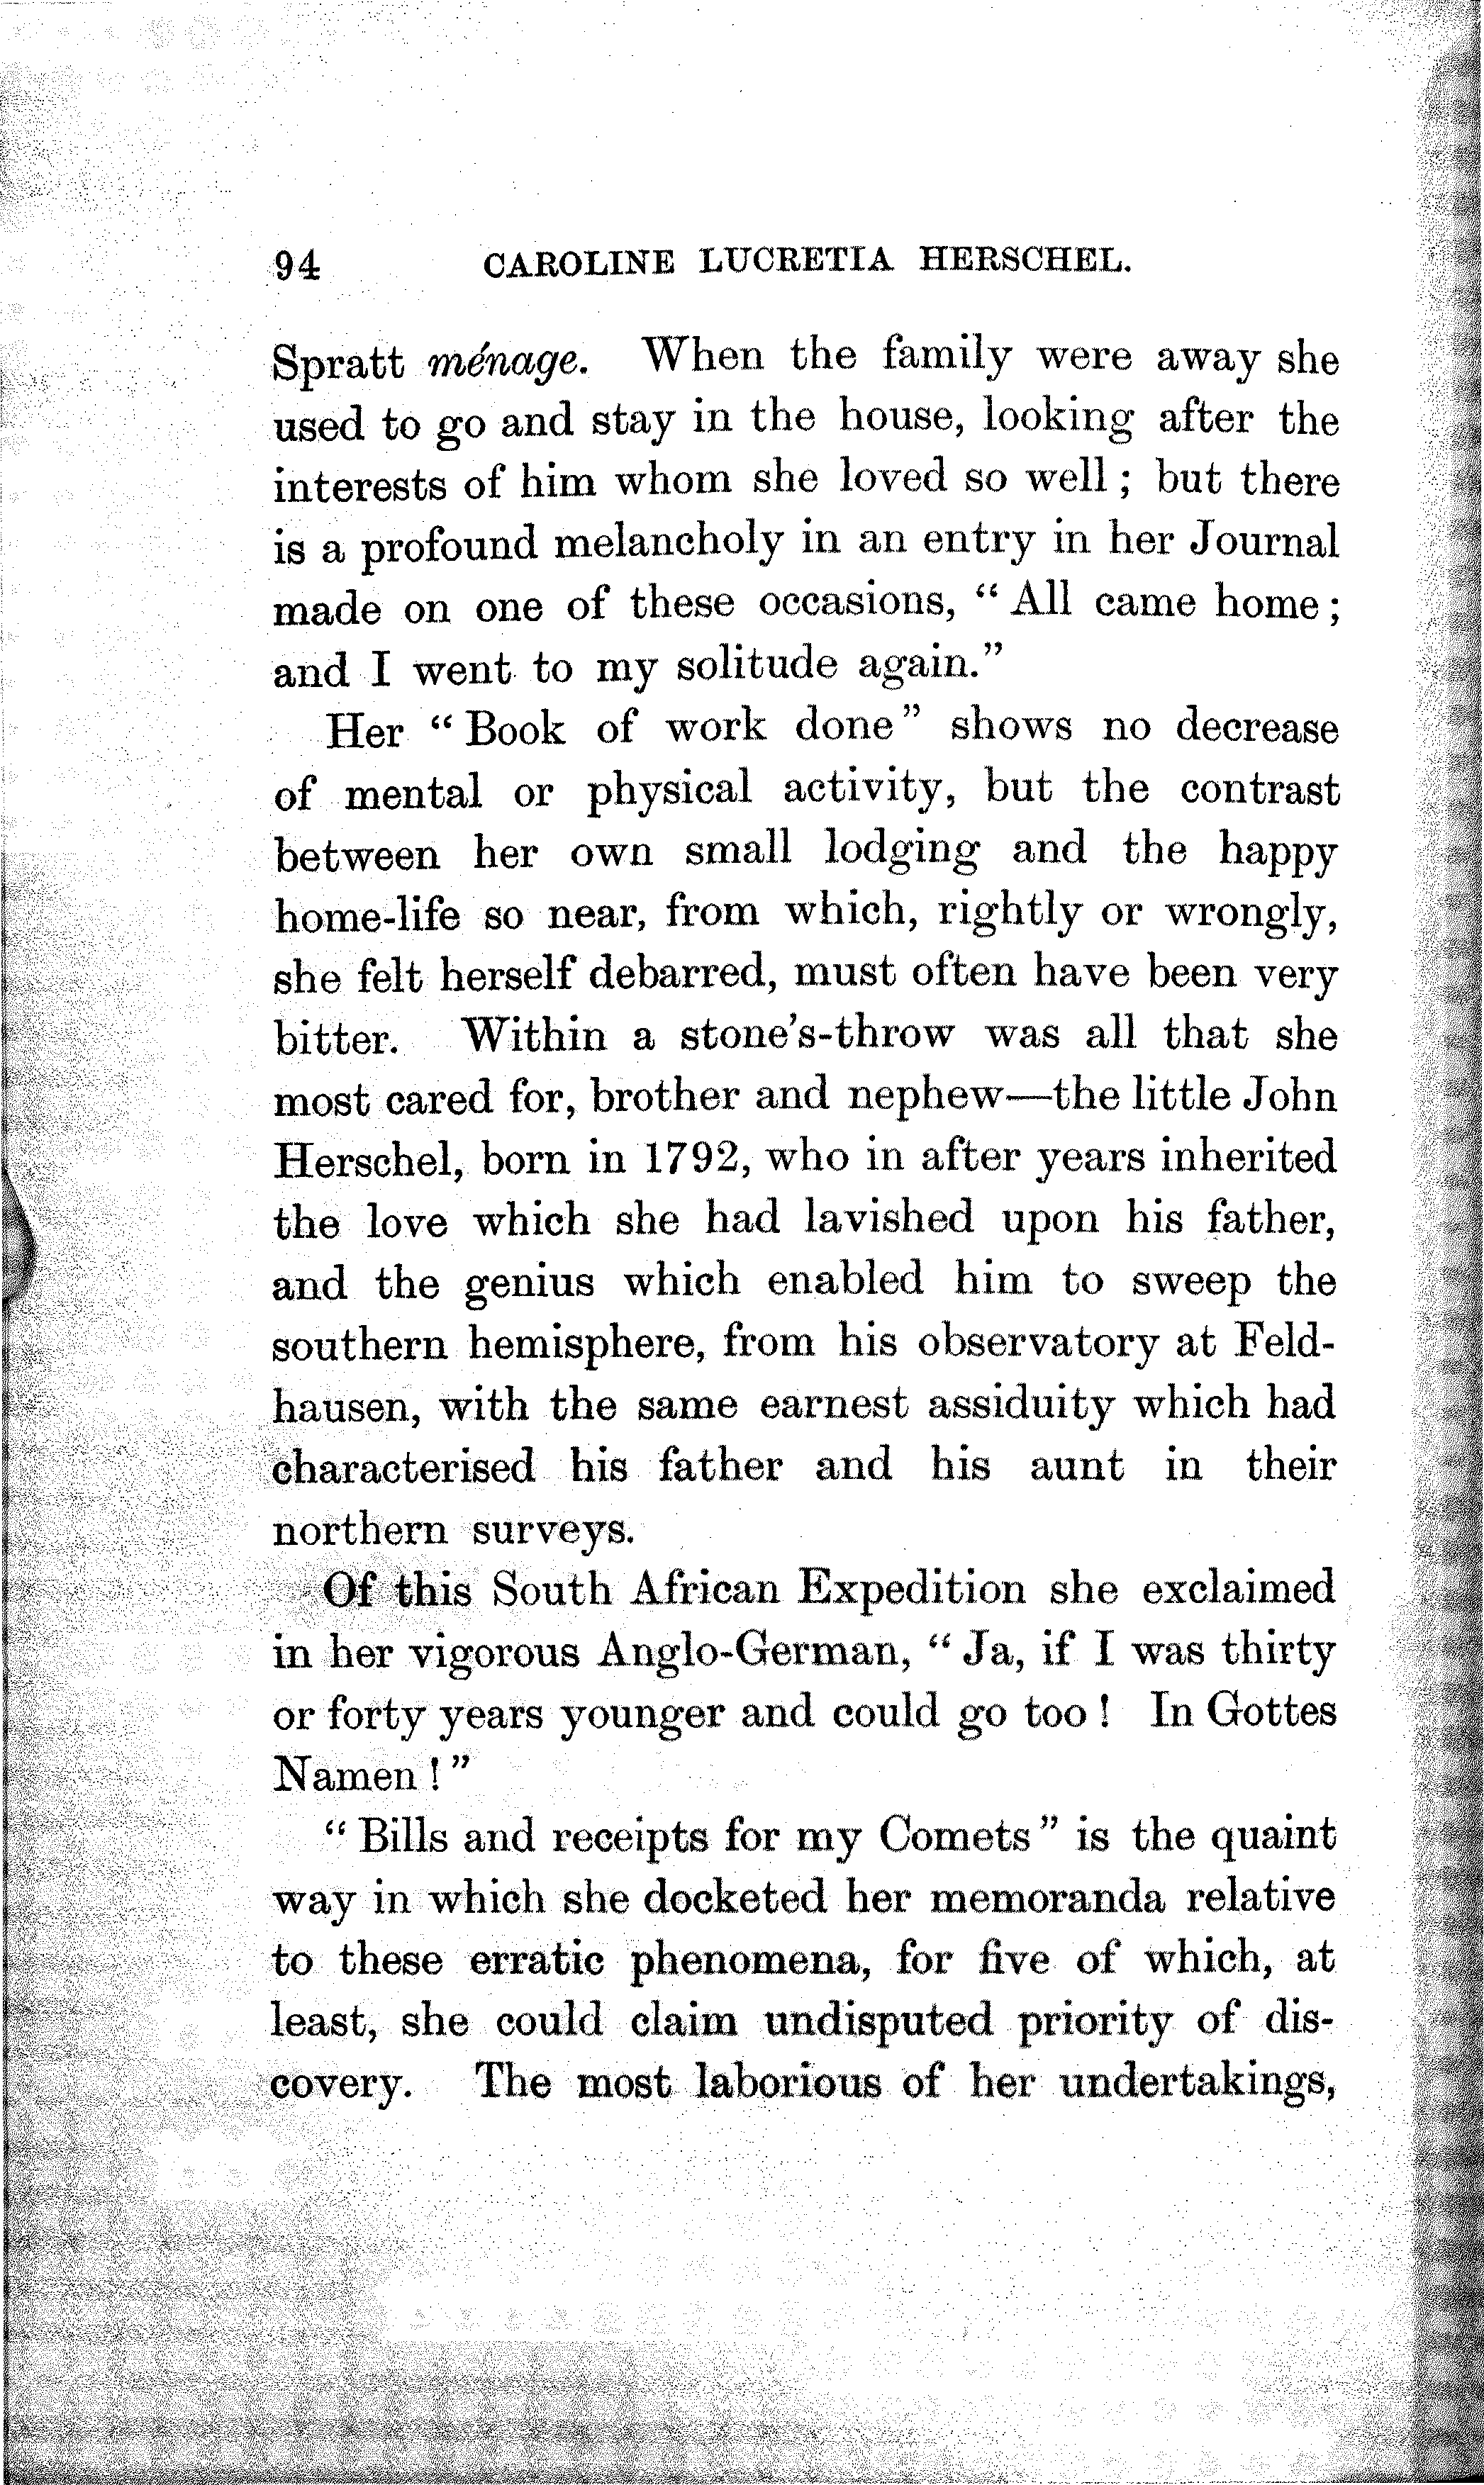 94 CAROLINE LUCRETIA HERSCHEL.
Spratt ménage. When the family were away she
used to go and stay in the house, looking after the
interests of him whom she loved so well ; but there
is a profound melancholy in an entry in her Journal
made on one of these occasions, “ All came home ;
and I went to my solitude again.”
Her “ Book of work done” shows no decrease
of mental or physical activity, but the contrast
between her own small lodging and the happy
home-life so near, from which, rightly or wrongly,
she felt herself debarred, must often have been very
bitter. Within a stone’s-throw was all that she
most cared for, brother and nephew—the little John
Herschel, born in 1792, who in after years inherited
the love which she had lavished upon his father,
and the genius which enabled him to sweep the
southern hemisphere, from his observatory at Feld-
hausen, with the same earnest assiduity which had
characterised his father and his aunt in their
northern surveys.
Of this South African Expedition she exclaimed
in her vigorous Anglo-German, “ Ja, if I was thirty
or forty years younger and could go too ! In Gottes
Namen ! ”
“ Bills and receipts for my Comets ” is the quaint
way in which she docketed her memoranda relative
to these erratic phenomena, for five of which, at
least, she could claim undisputed priority of dis-
covery. The most laborious of her undertakings,